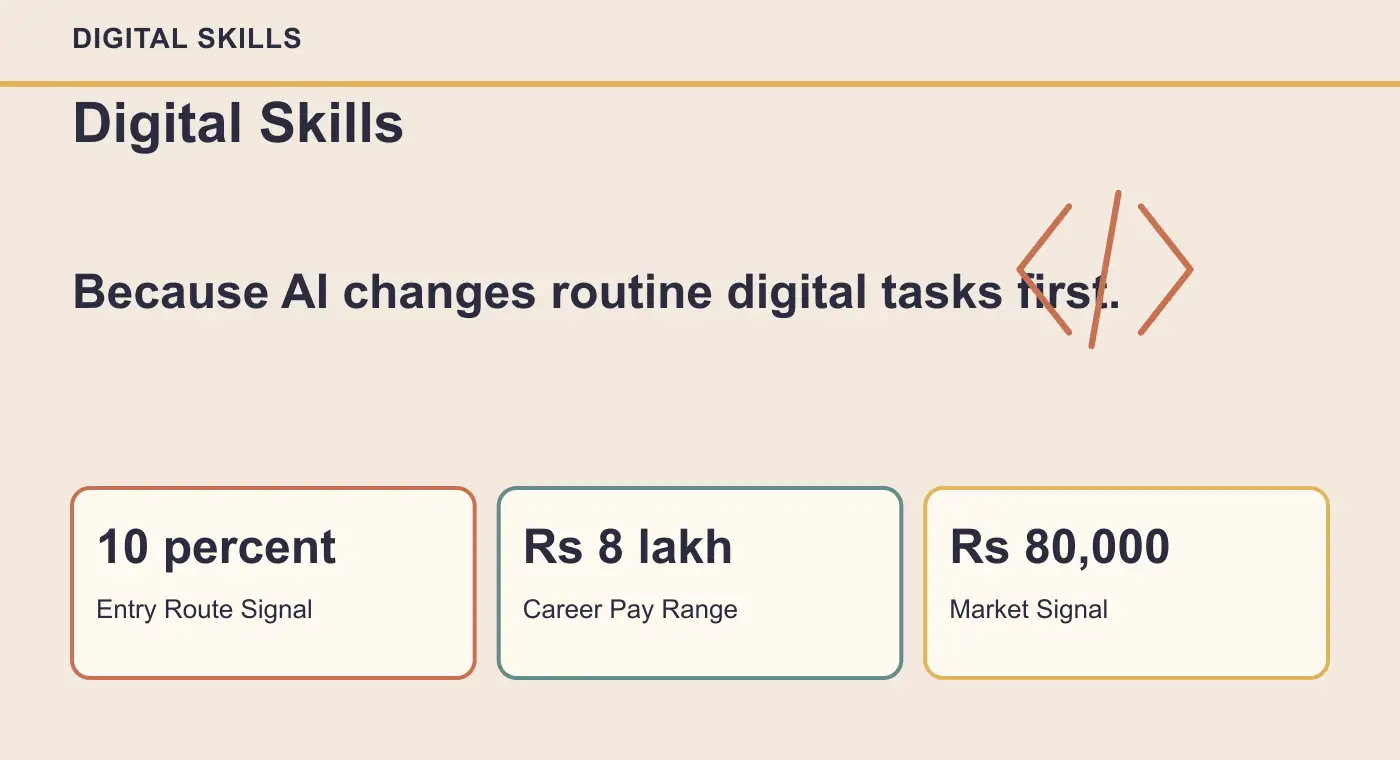 DIGITAL SKILLS
Digital Skills
Because AI changes routine digital tasks first.
10 percent
Entry Route Signal
Rs 8 lakh
Career Pay Range
Rs 80,000
Market Signal